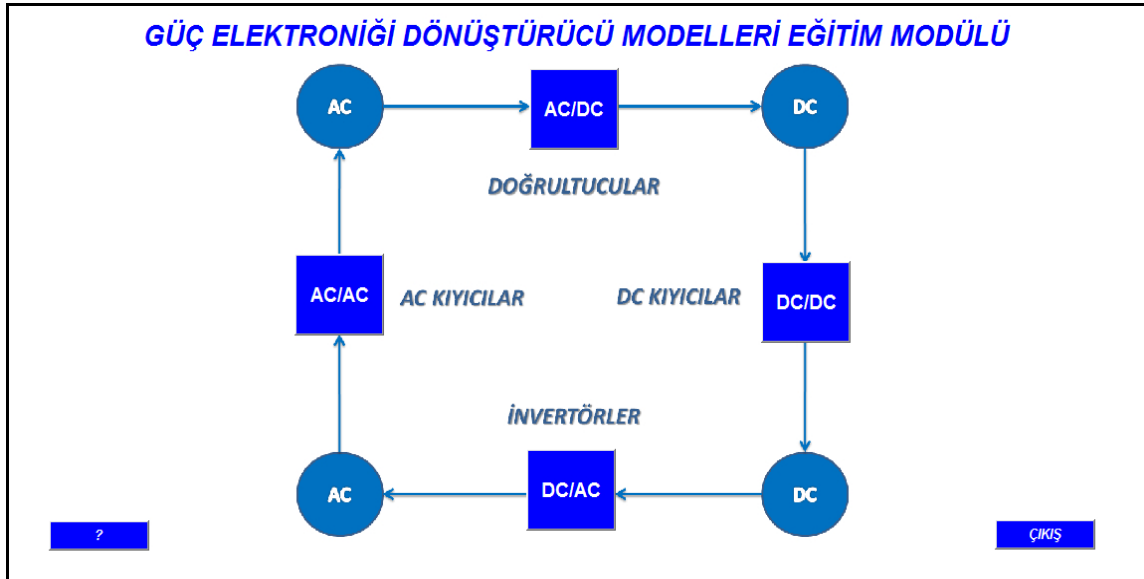 GÜÇ ELEKTRONİĞİ DÖNÜŞTÜRÜCÜ MODELLERİ EĞİTİM MODÜLÜ
AC
AC/DC
DC
DOĞRULTUCULAR
AC/AC
AC KIYICILAR
DC KIYICILAR
DC/DC
İNVERTÖRLER
AC
DC/AC
DC
?
ÇIKIŞ